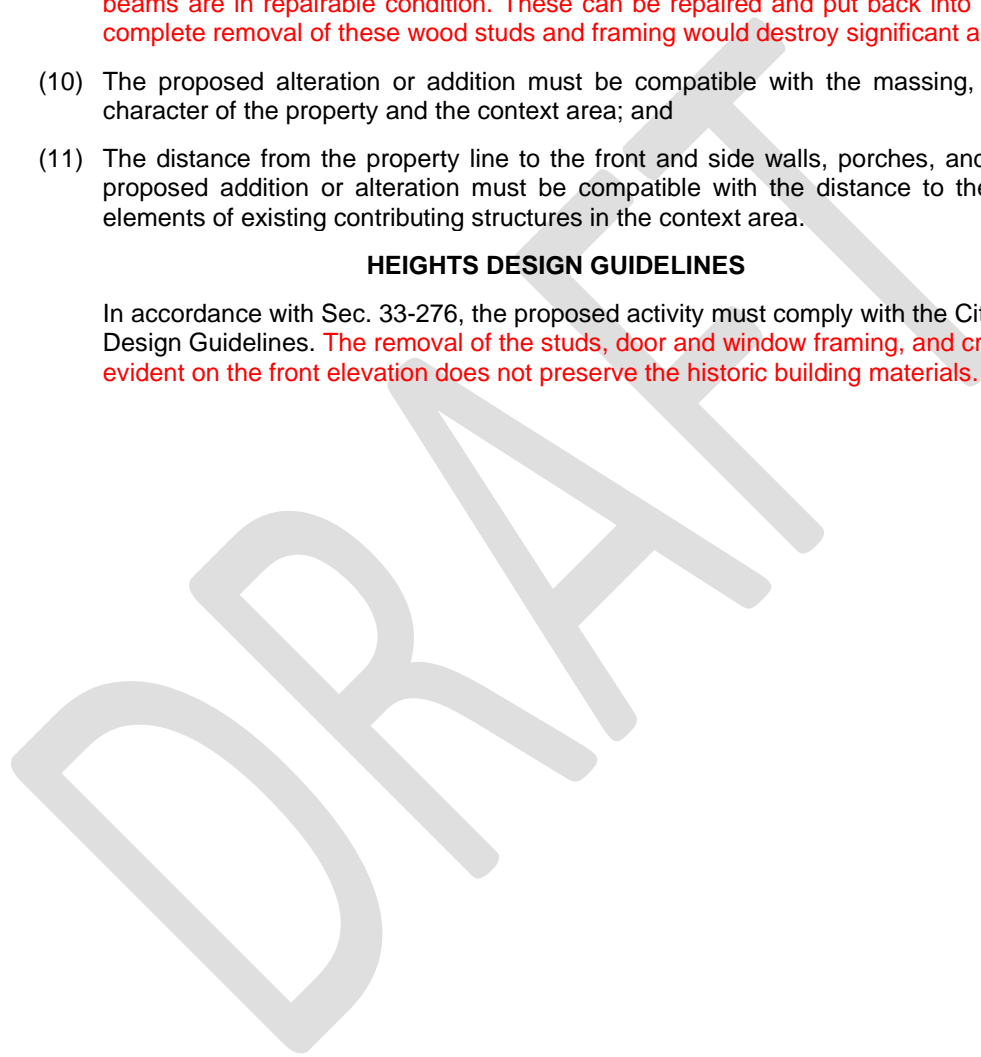 beams are in repairable condition. These can be repaired and put back into
complete removal of these wood studs and framing would destroy significant a
(10) The proposed alteration or addition must be compatible with the massing,
character of the property and the context area; and
(11) The distance from the property line to the front and side walls, porches, and
proposed addition or alteration must be compatible with the distance to the
elements of existing contributing structures in the context area.
HEIGHTS DESIGN GUIDELINES
In accordance with Sec. 33-276, the proposed activity must comply with the Cit
Design Guidelines. The removal of the studs, door and window framing, and cr
evident on the front elevation does not preserve the historic building materials.
DRAFT